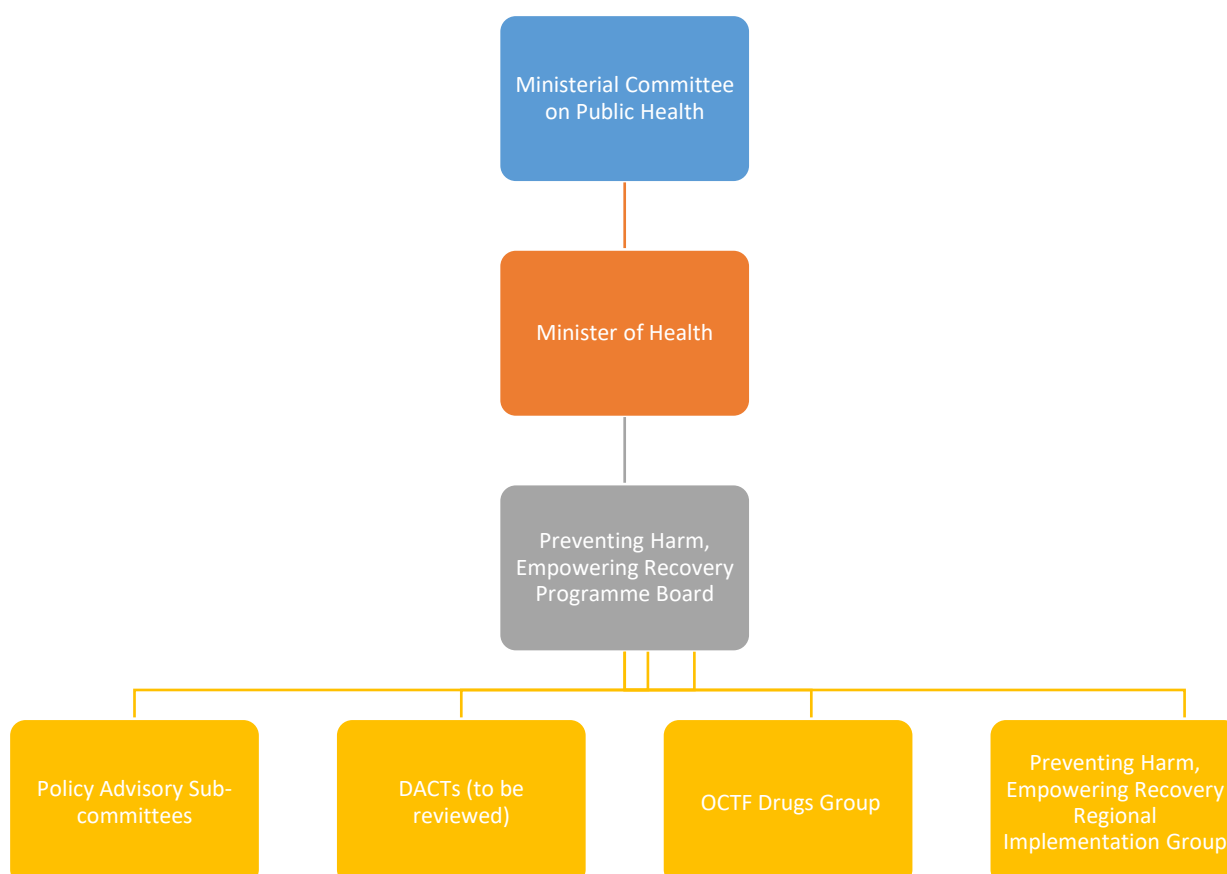 Ministerial Committee
on Public Health
Minister of Health
Preventing Harm,
Empowering Recovery
Programme Board
Policy Advisory Sub-
committees
DACTs (to be
reviewed)
OCTF Drugs Group
Preventing Harm,
Empowering Recovery
Regional
Implementation Group